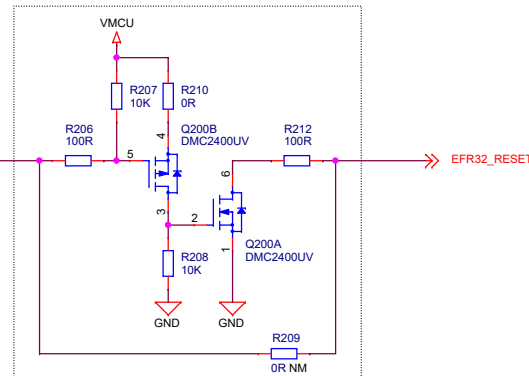 VMCU
R207
10K
R210
0R
Q200B
DMC2400UV
R206
100R
R212
100R
4
5
6
EFR32_RESET
3
2
1
Q200A
DMC2400UV
R208
10K
GND
GND
R209
0R NM